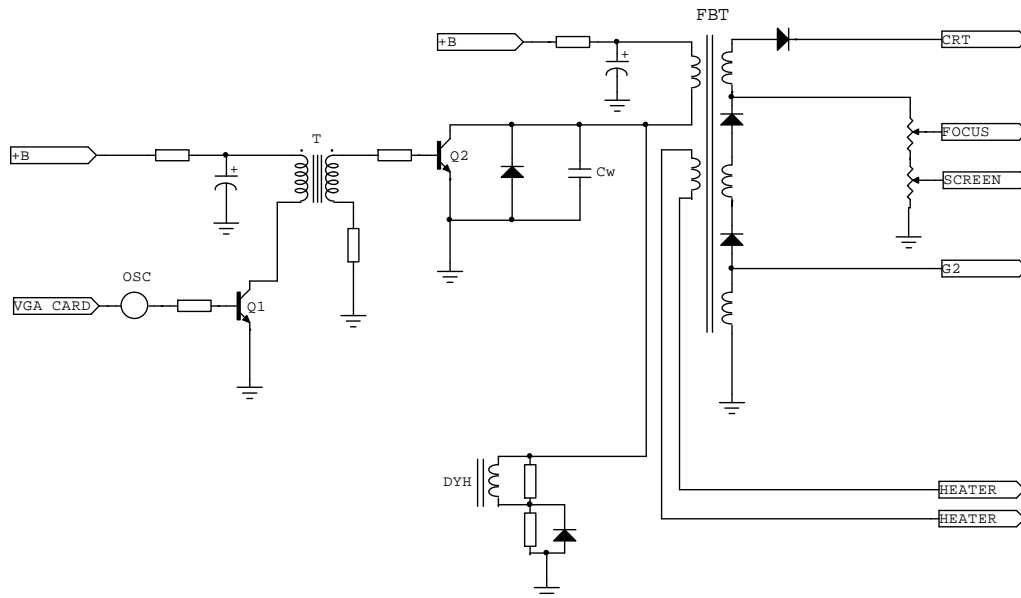 FBT
+B
CRT
+
T
FOCUS
+B
Q2
+
Cw
SCREEN
OSC
G2
VGA CARD
Q1
DYH
HEATER
HEATER